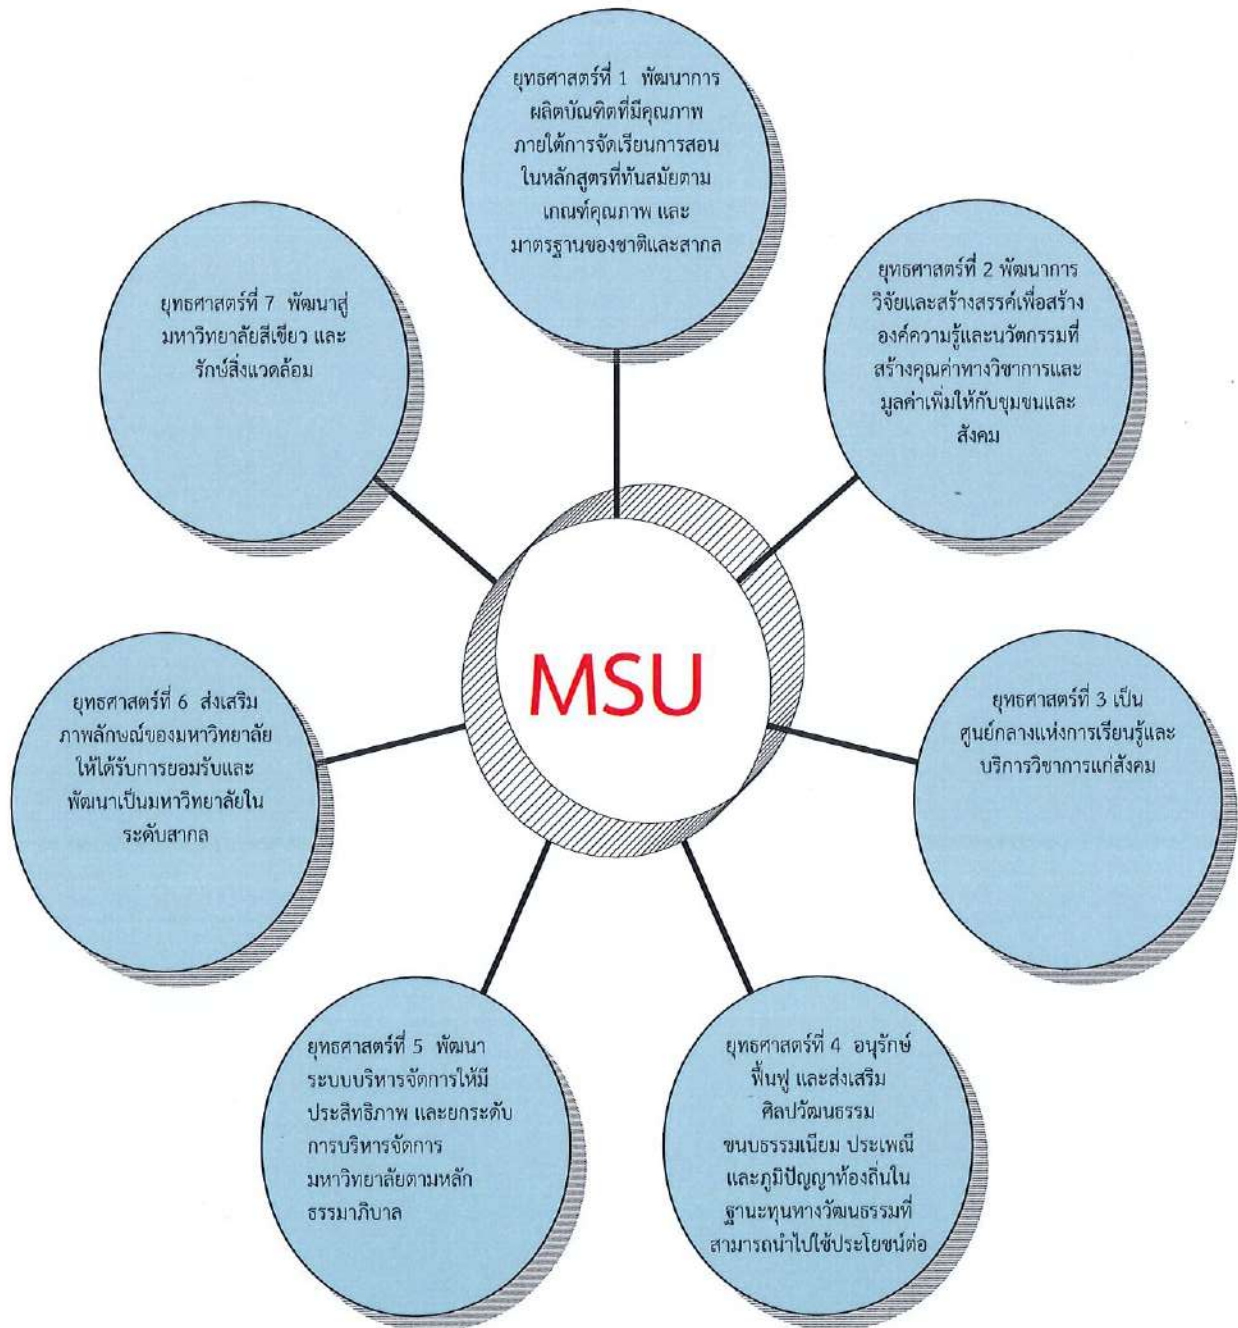 ยุทธศาสตร์ที่ 1 พัฒนาการ
ผลิตบัณฑิตที่มีคุณภาพ
ภายใต้การจัดเรียนการสอน
ในหลักสูตรที่ทันสมัยตาม
เกณฑ์คุณภาพ และ
มาตรฐานของชาติและสากล
ยุทธศาสตร์ที่ 2 พัฒนาการ
วิจัยและสร้างสรรค์เพื่อสร้าง
องค์ความรู้และนวัตกรรมที่
สร้างคุณค่าทางวิชาการและ
มูลค่าเพิ่มให้กับชุมชนและ
สังคม
ยุทธศาสตร์ที่ 3 เป็น
ศูนย์กลางแห่งการเรียนรู้และ
บริการวิชาการแก่สังคม
ยุทธศาสตร์ที่ 4 อนุรักษ์
ฟื้นฟู และส่งเสริม
ศิลปวัฒนธรรม
ขนบธรรมเนียม ประเพณี
และภูมิปัญญาท้องถิ่นใน
ฐานะทุนทางวัฒนธรรมที่
สามารถนำไปใช้ประโยชน์ต่อ
ยุทธศาสตร์ที่ 5 พัฒนา
ระบบบริหารจัดการให้มี
ประสิทธิภาพ และยกระดับ
การบริหารจัดการ
มหาวิทยาลัยตามหลัก
ธรรมาภิบาล
ยุทธศาสตร์ที่ 6 ส่งเสริม
ภาพลักษณ์ของมหาวิทยาลัย
ให้ได้รับการยอมรับและ
พัฒนาเป็นมหาวิทยาลัยใน
ระดับสากล
ยุทธศาสตร์ที่ 7 พัฒนาสู่
มหาวิทยาลัยสีเขียว และ
รักษ์สิ่งแวดล้อม
MSU